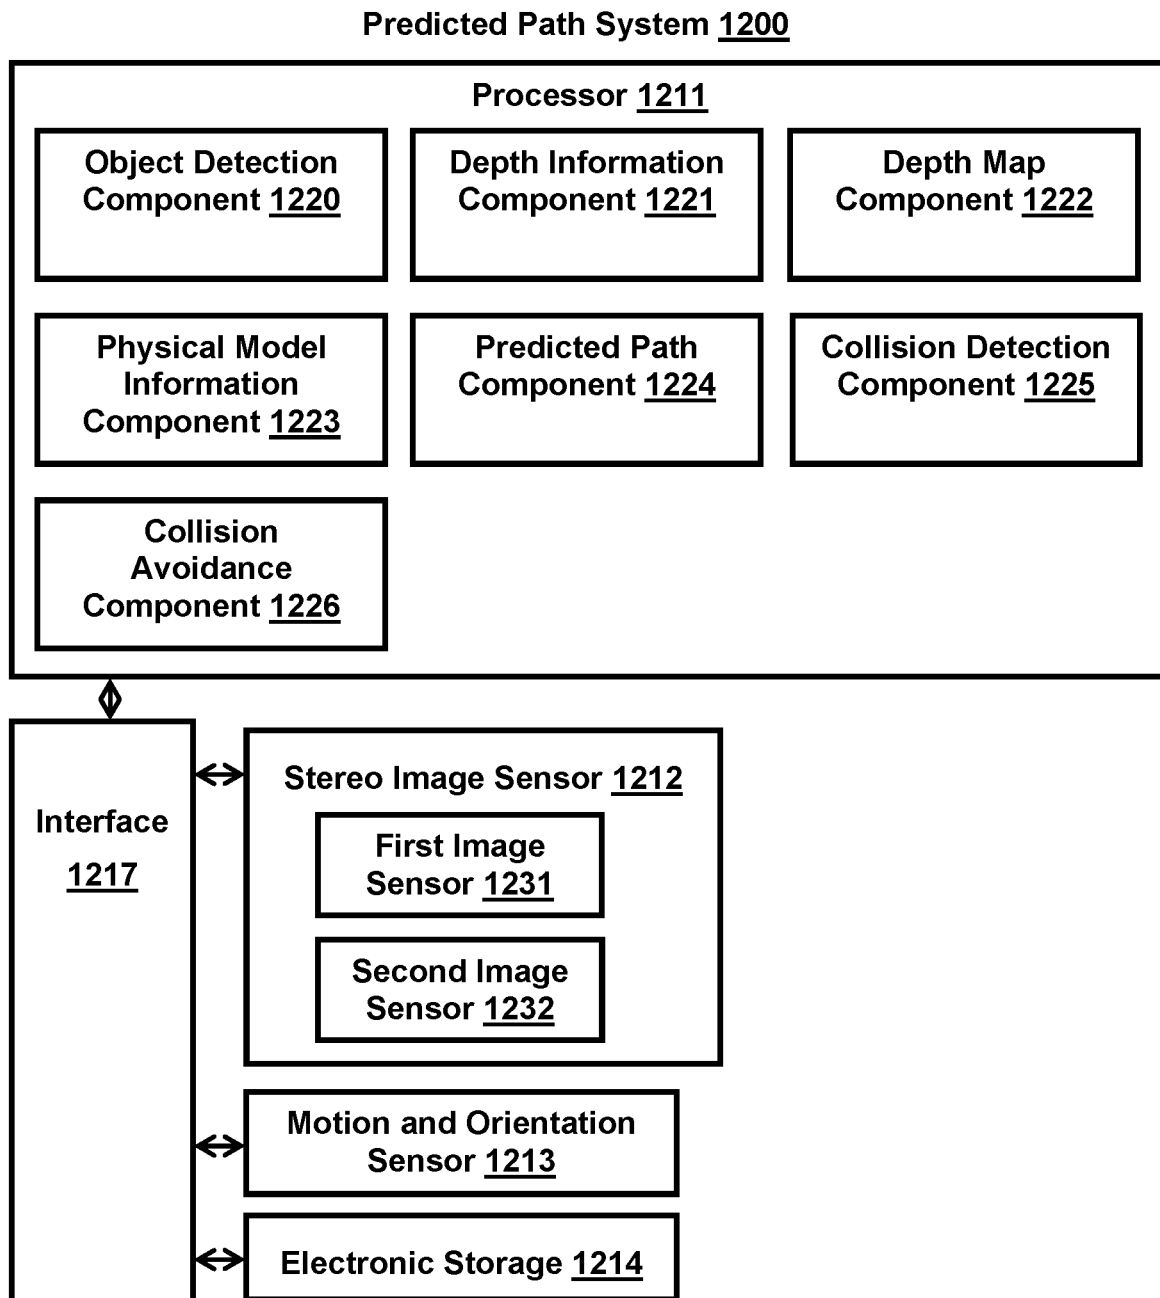 Predicted Path System 1200
Processor 1211
Object Detection
Component 1220
Depth Information
Component 1221
Depth Map
Component 1222
Physical Model
Information
Component 1223
Predicted Path
Component 1224
Collision Detection
Component 1225
Collision
Avoidance
Component 1226
Interface
1217
Stereo Image Sensor 1212
First Image
Sensor 1231
Second Image
Sensor 1232
Motion and Orientation
Sensor 1213
Electronic Storage 1214